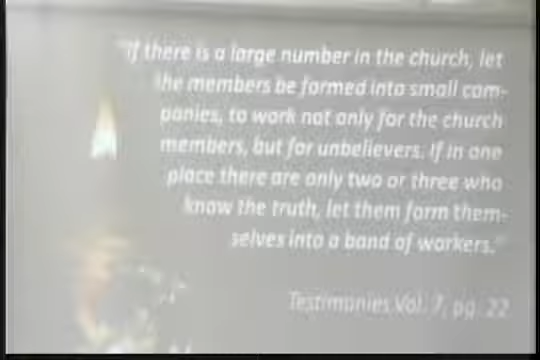 "If there is a large number in the church, let
the members be formed into small com-
panies, to work not only for the church
members, but for unbelievers. If in one
place there are only two or three who
know the truth, let them form them-
selves into a band of workers."
Testimonies Vol. 7, pg. 22